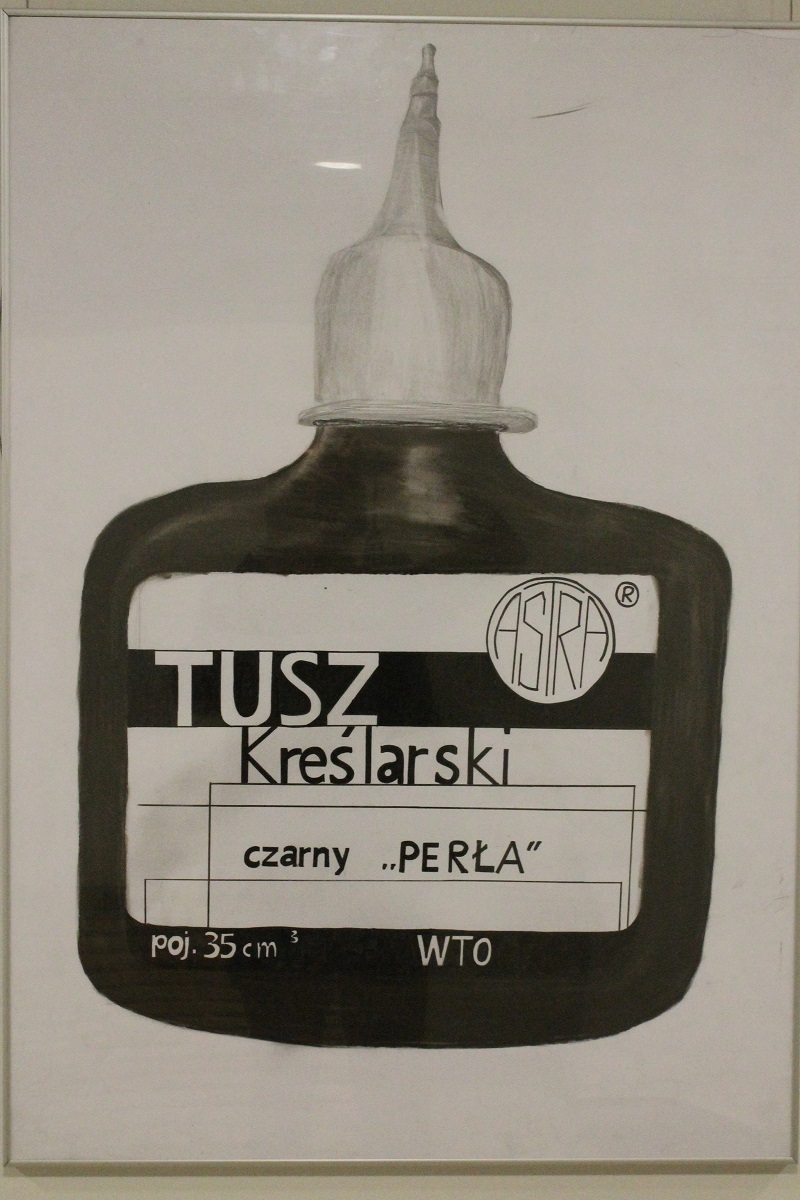 ASTRA ®
TUSZ
Kreślarski
czarny „PERŁA”
poj. 35 cm³ WTO